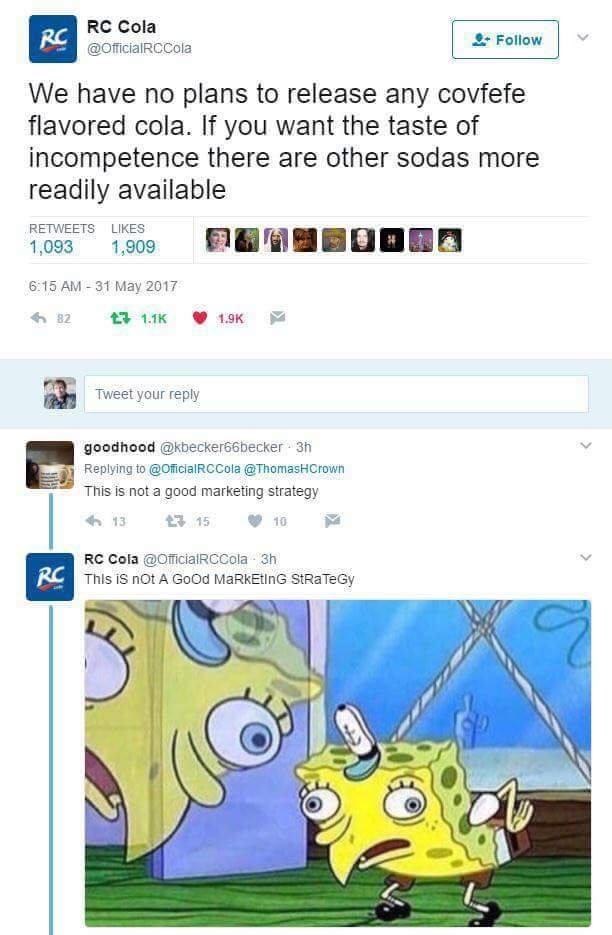 RC
Cola
RC Cola
@OfficialRCCola
Follow
We have no plans to release any covfefe
flavored cola. If you want the taste of
incompetence there are other sodas more
readily available
RETWEETS LIKES
1,093 1,909
6:15 AM - 31 May 2017
82 1.1K 1.9K
Tweet your reply
goodhood @kbecker66becker · 3h
Replying to @OfficialRCCola @ThomasHCrown
This is not a good marketing strategy
13 15 10
RC
RC Cola @OfficialRCCola · 3h
ThIs iS nOt A GoOd MaRkEtInG StRaTeGy